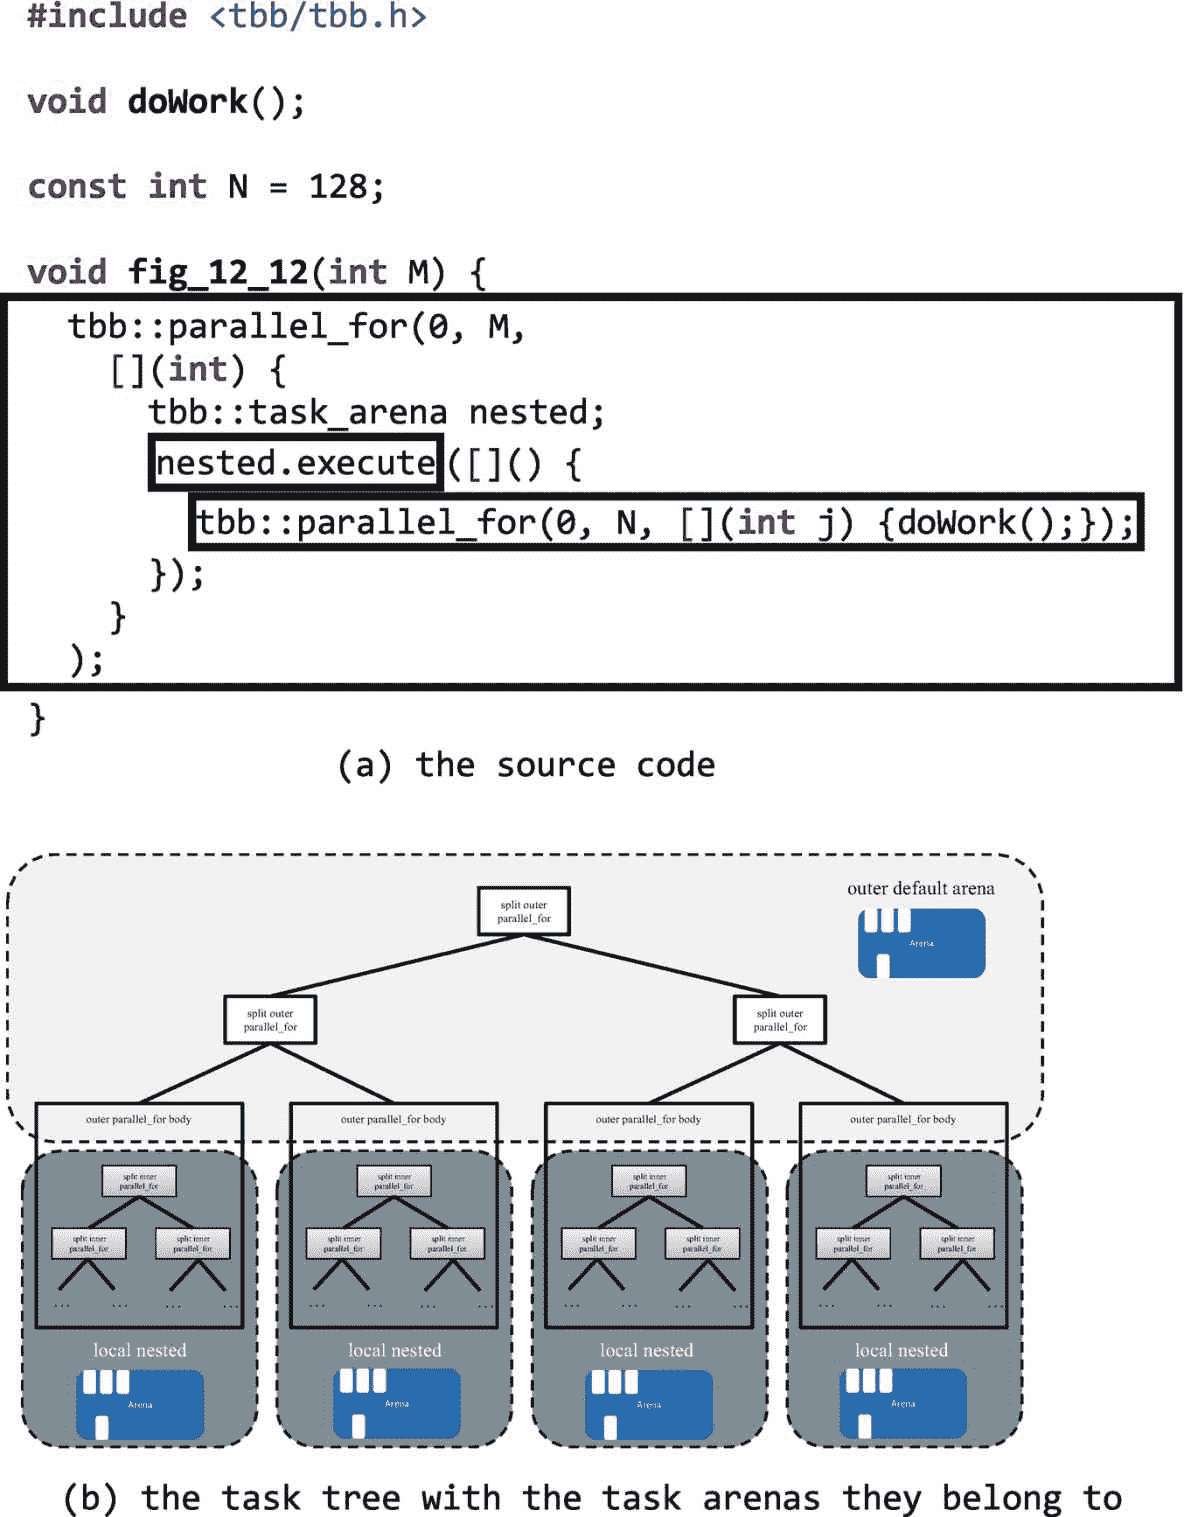 #include <tbb/tbb.h>
void doWork();
const int N = 128;
void fig_12_12(int M) {
tbb::parallel_for(0, M,
[](int) {
tbb::task_arena nested;
nested.execute([]() {
tbb::parallel_for(0, N, [](int j) {doWork();});
});
}
);
}
(a) the source code
outer default arena
split outer
parallel_for
Arena
split outer
parallel_for
split outer
parallel_for
outer parallel_for body
outer parallel_for body
outer parallel_for body
outer parallel_for body
split inner
parallel_for
split inner
parallel_for
split inner
parallel_for
split inner
parallel_for
split inner
parallel_for
split inner
parallel_for
split inner
parallel_for
split inner
parallel_for
split inner
parallel_for
split inner
parallel_for
split inner
parallel_for
split inner
parallel_for
... ... ... ... ... ... ... ... ... ... ... ... ... ... ... ...
local nested
local nested
local nested
local nested
Arena
Arena
Arena
Arena
(b) the task tree with the task arenas they belong to